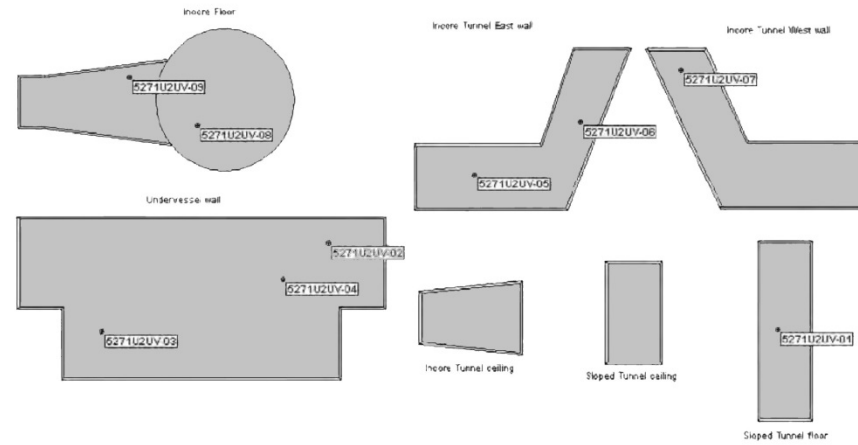 Incore Floor
5271U2UV-09
5271U2UV-08
Incore Tunnel East wall
Incore Tunnel West wall
5271U2UV-07
5271U2UV-06
5271U2UV-05
Undervessel wall
5271U2UV-02
5271U2UV-04
5271U2UV-03
Incore Tunnel ceiling
Sloped Tunnel ceiling
5271U2UV-01
Sloped Tunnel floor